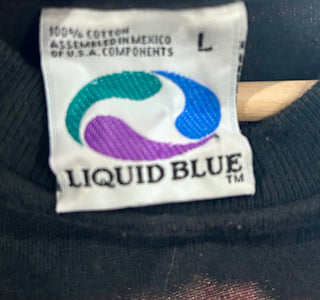 100% COTTON
ASSEMBLED IN MEXICO
OF U.S.A. COMPONENTS
L
LIQUID BLUE
TM